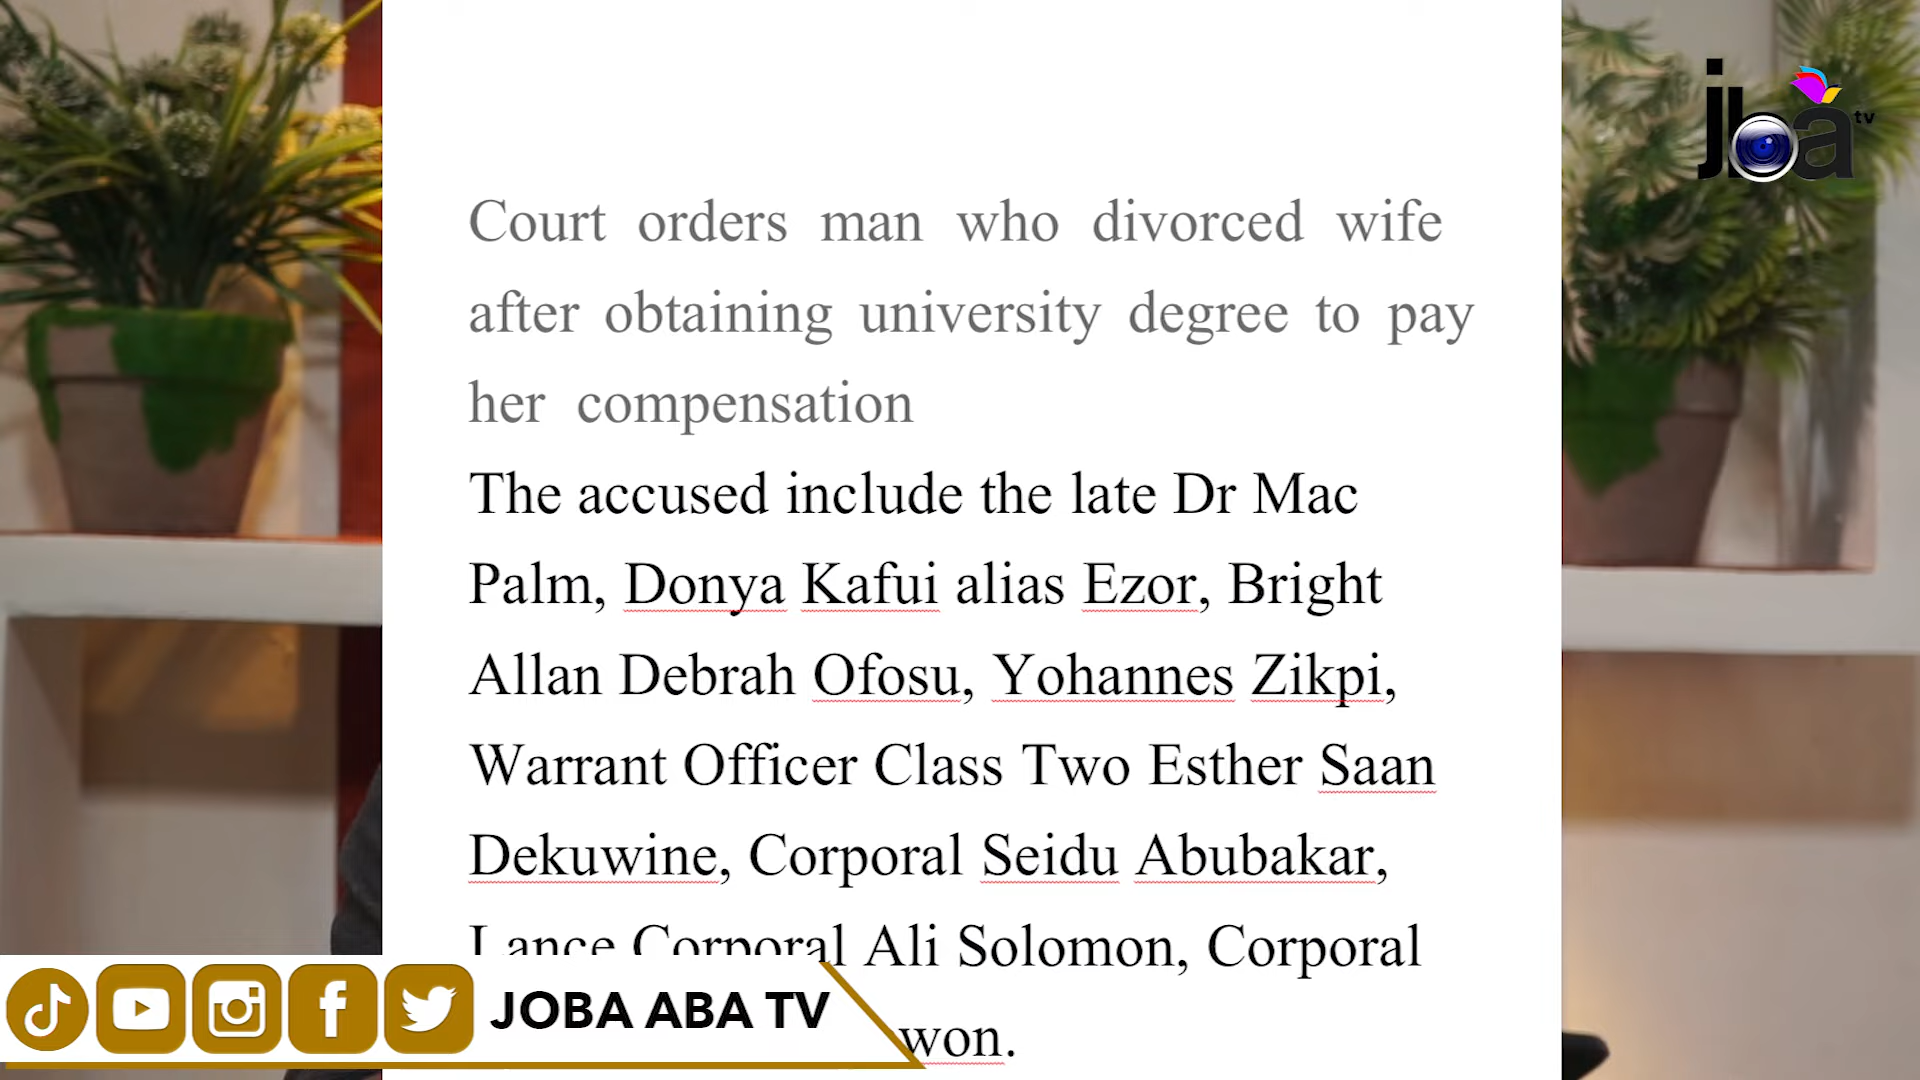 jba tv
Court orders man who divorced wife
after obtaining university degree to pay
her compensation
The accused include the late Dr Mac
Palm, Donya Kafui alias Ezor, Bright
Allan Debrah Ofosu, Yohannes Zikpi,
Warrant Officer Class Two Esther Saan
Dekuwine, Corporal Seidu Abubakar,
Lance Corporal Ali Solomon, Corporal
won.
JOBA ABA TV